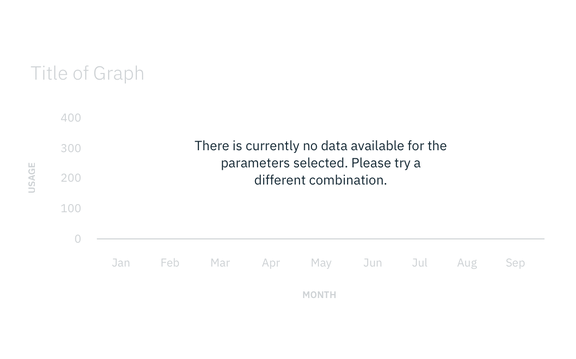 Title of Graph
400
There is currently no data available for the
300
parameters selected. Please try a
USAGE
200
different combination.
100
0
Jan Feb Mar Apr May Jun Jul Aug Sep
MONTH